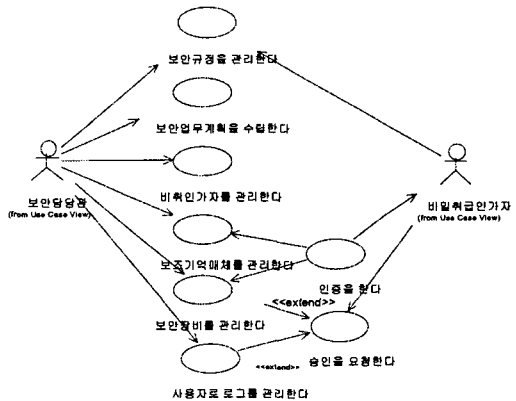 보안규정을 관리한다
보안업무계획을 수립한다
보안담당관
(from Use Case View)
비밀취급인가자
(from Use Case View)
비취인가자를 관리한다
보조기억매체를 관리한다
인증을 한다
<<extend>>
보안장비를 관리한다
<<extend>>
승인을 요청한다
사용자로 로그를 관리한다